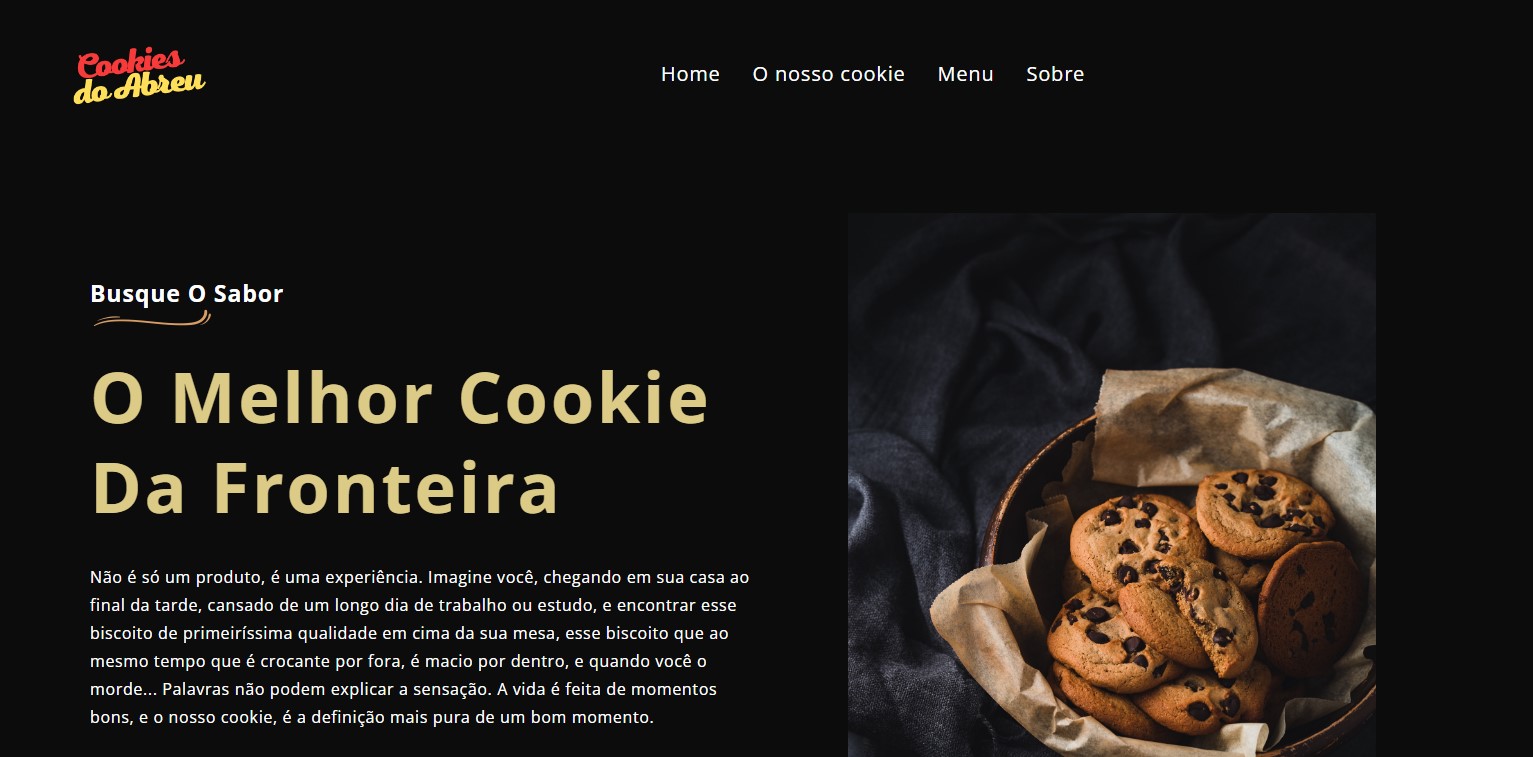 Cookies
do Abreu
Home O nosso cookie Menu Sobre
Busque O Sabor
O Melhor Cookie
Da Fronteira
Não é só um produto, é uma experiência. Imagine você, chegando em sua casa ao
final da tarde, cansado de um longo dia de trabalho ou estudo, e encontrar esse
biscoito de primeiríssima qualidade em cima da sua mesa, esse biscoito que ao
mesmo tempo que é crocante por fora, é macio por dentro, e quando você o
morde... Palavras não podem explicar a sensação. A vida é feita de momentos
bons, e o nosso cookie, é a definição mais pura de um bom momento.